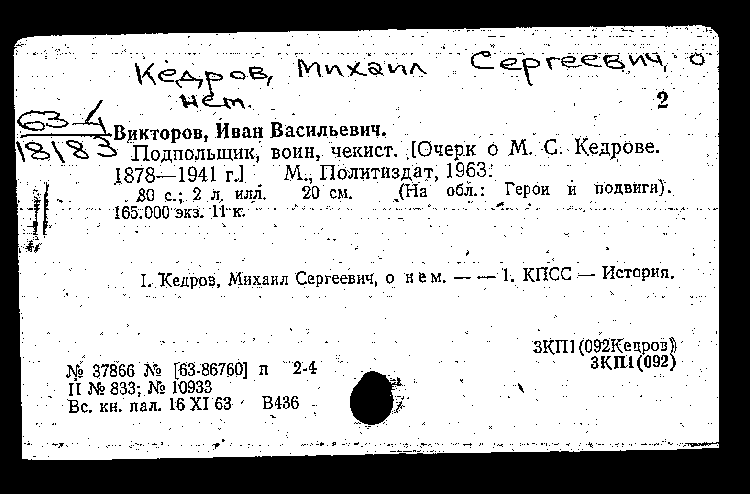 Кедров, Михаил Сергеевич, о
нем.
2
63-4
18183
Викторов, Иван Васильевич.
Подпольщик, воин, чекист. [Очерк о М. С. Кедрове.
1878—1941 г.] М., Политиздат, 1963.
80 с.; 2 л. илл. 20 см. (На обл.: Герои и подвиги).
165.000 экз. 11 к.
I. Кедров, Михаил Сергеевич, о нем. — — 1. КПСС — История.
3КП1(092Кедров)
3КП1(092)
№ 37866 № [63-86760] п 2-4
П № 833; № 10933
Вс. кн. пал. 16 XI 63 В436